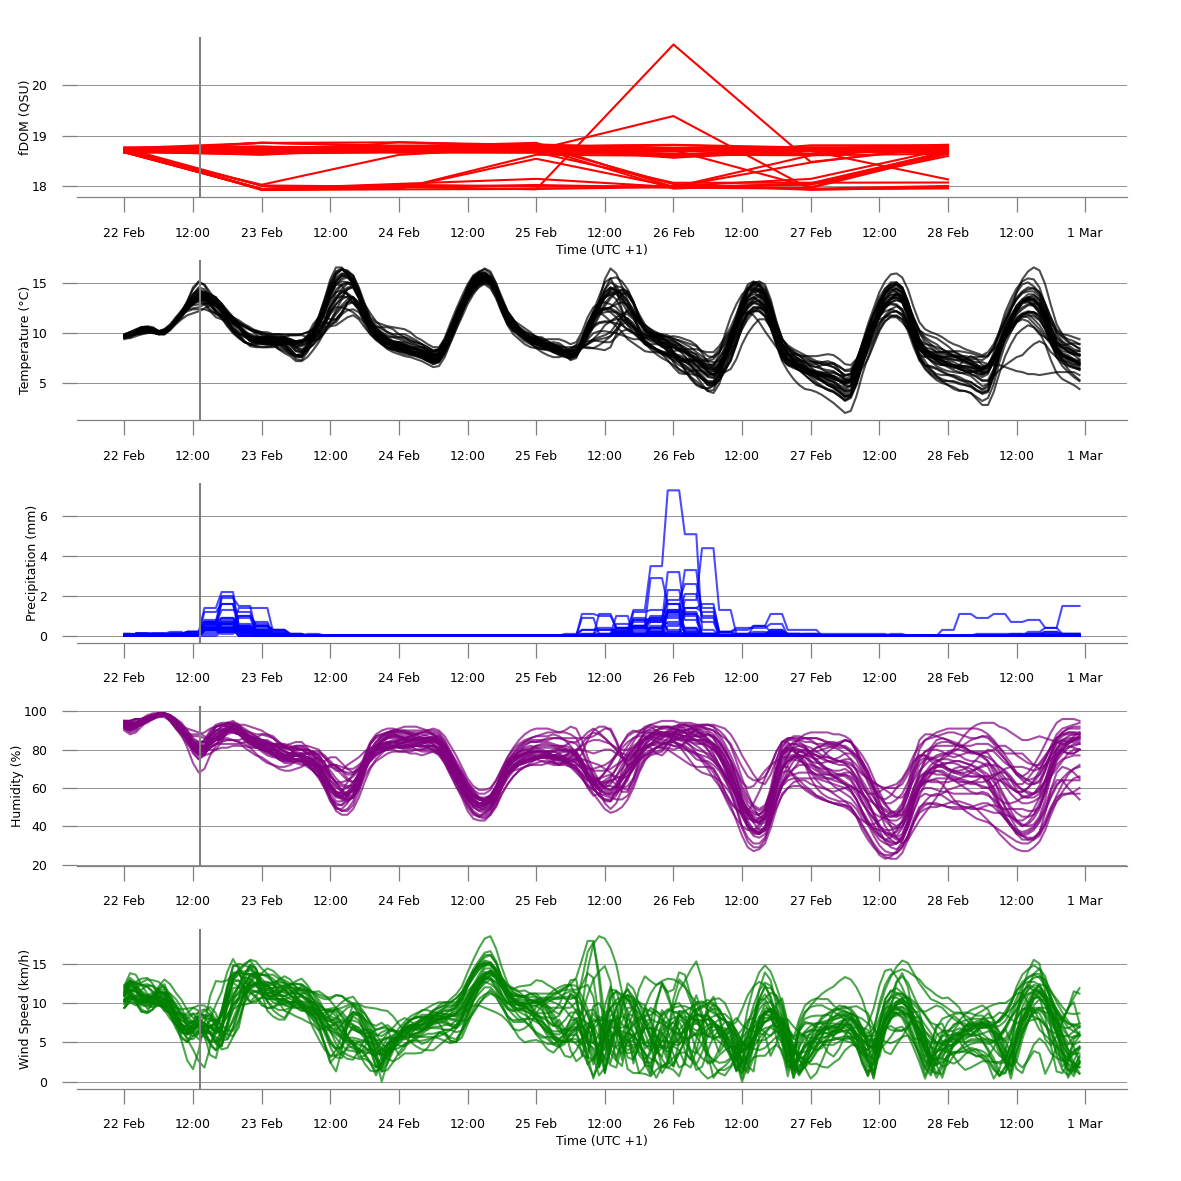 fDOM (QSU)
20
19
18
22 Feb 12:00 23 Feb 12:00 24 Feb 12:00 25 Feb 12:00 26 Feb 12:00 27 Feb 12:00 28 Feb 12:00 1 Mar
Time (UTC +1)
Temperature (°C)
15
10
5
22 Feb 12:00 23 Feb 12:00 24 Feb 12:00 25 Feb 12:00 26 Feb 12:00 27 Feb 12:00 28 Feb 12:00 1 Mar
Precipitation (mm)
6
4
2
0
22 Feb 12:00 23 Feb 12:00 24 Feb 12:00 25 Feb 12:00 26 Feb 12:00 27 Feb 12:00 28 Feb 12:00 1 Mar
Humidity (%)
100
80
60
40
20
22 Feb 12:00 23 Feb 12:00 24 Feb 12:00 25 Feb 12:00 26 Feb 12:00 27 Feb 12:00 28 Feb 12:00 1 Mar
Wind Speed (km/h)
15
10
5
0
22 Feb 12:00 23 Feb 12:00 24 Feb 12:00 25 Feb 12:00 26 Feb 12:00 27 Feb 12:00 28 Feb 12:00 1 Mar
Time (UTC +1)